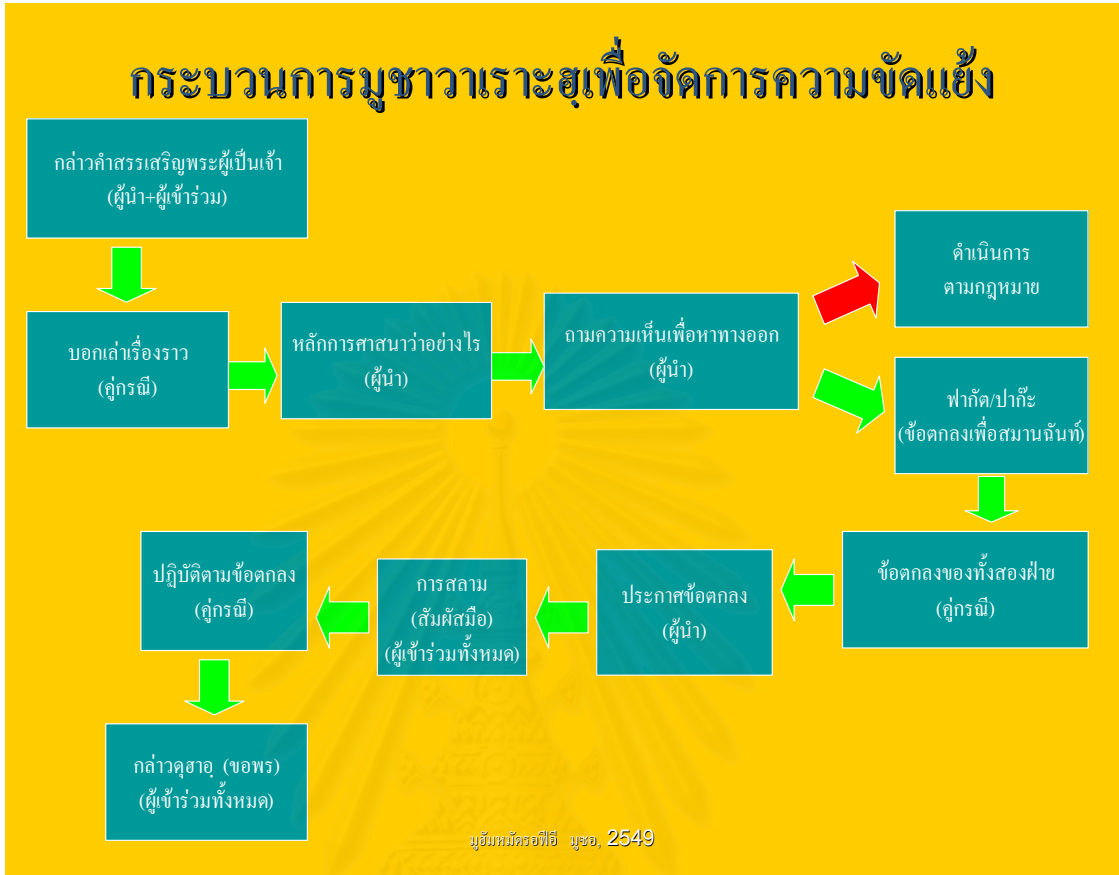 กระบวนการมูชาวาเราะฮฺเพื่อจัดการความขัดแย้ง
กล่าวคำสรรเสริญพระผู้เป็นเจ้า
(ผู้นำ+ผู้เข้าร่วม)
บอกเล่าเรื่องราว
(คู่กรณี)
หลักการศาสนาว่าอย่างไร
(ผู้นำ)
ถามความเห็นเพื่อหาทางออก
(ผู้นำ)
ดำเนินการ
ตามกฎหมาย
ฟากัต/ปาก๊ะ
(ข้อตกลงเพื่อสมานฉันท์)
ข้อตกลงของทั้งสองฝ่าย
(คู่กรณี)
ประกาศข้อตกลง
(ผู้นำ)
การสลาม
(สัมผัสมือ)
(ผู้เข้าร่วมทั้งหมด)
ปฏิบัติตามข้อตกลง
(คู่กรณี)
กล่าวดุฮาอฺ (ขอพร)
(ผู้เข้าร่วมทั้งหมด)
มูฮัมหมัดรอฟีอี มูซอ, 2549